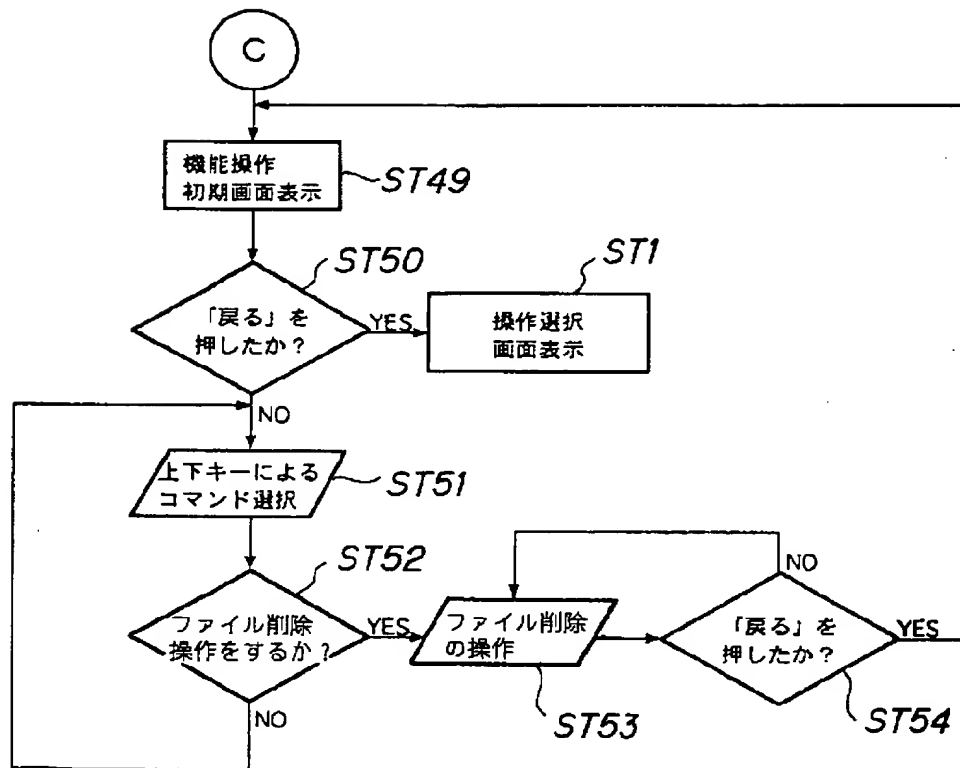 C
機能操作
初期画面表示
ST49
ST50
「戻る」を
押したか？
YES
ST1
操作選択
画面表示
NO
上下キーによる
コマンド選択
ST51
ST52
ファイル削除
操作をするか？
YES
ファイル削除
の操作
ST53
NO
「戻る」を
押したか？
YES
ST54
NO